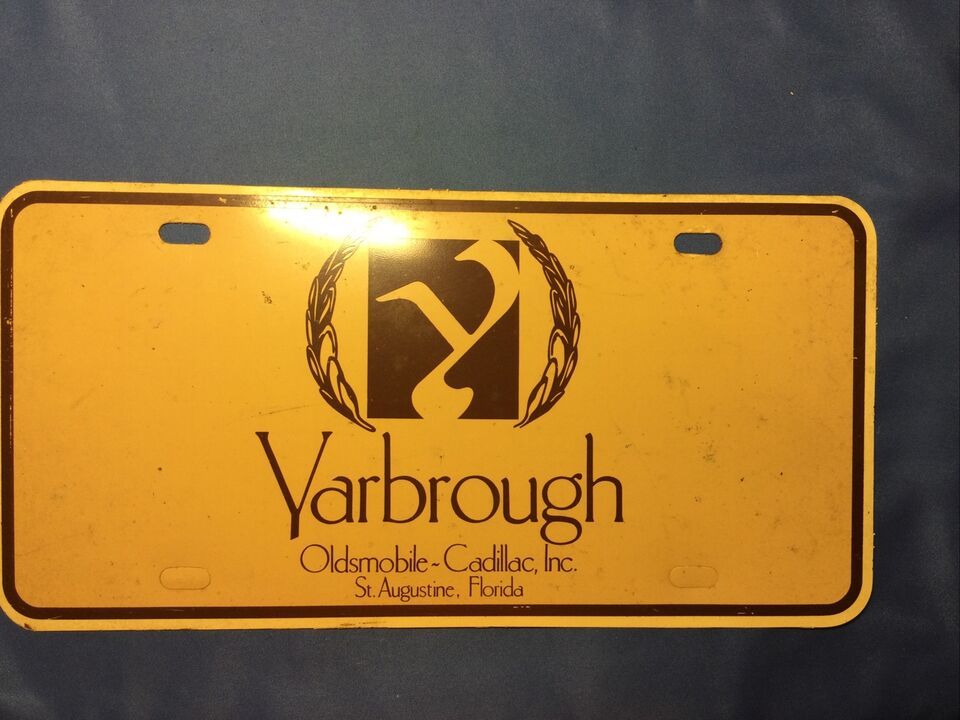 Y
Yarbrough
Oldsmobile ~ Cadillac, Inc.
St. Augustine, Florida